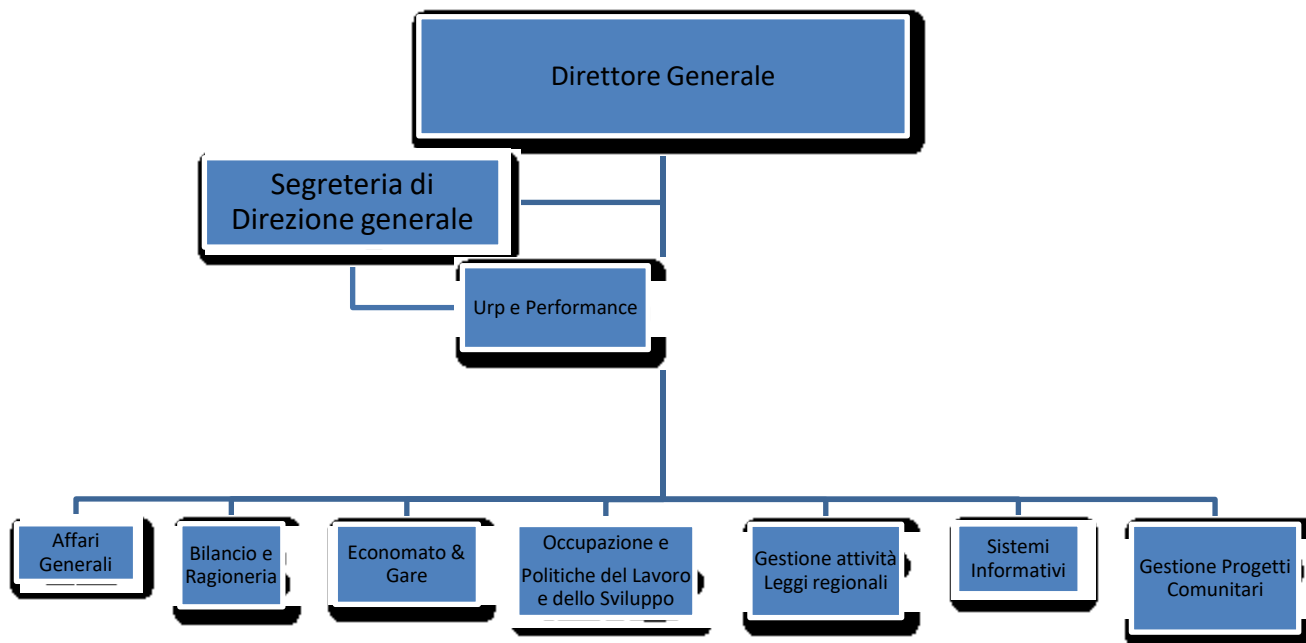 Direttore Generale
Segreteria di
Direzione generale
Urp e Performance
Affari
Generali
Bilancio e
Ragioneria
Economato &
Gare
Occupazione e
Politiche del Lavoro
e dello Sviluppo
Gestione attività
Leggi regionali
Sistemi
Informativi
Gestione Progetti
Comunitari